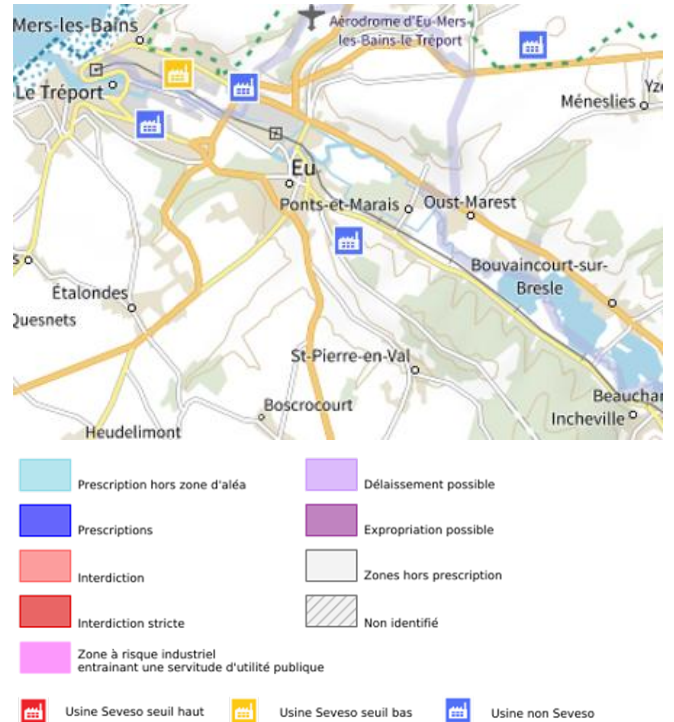 Mers-les-Bains
Aérodrome d'Eu-Mers-
les-Bains-le Tréport
Le Tréport
Méneslies
Yze
Eu
Ponts-et-Marais
Oust-Marest
s
Bouvaincourt-sur-
Bresle
Étalondes
Quesnets
St-Pierre-en-Val
Boscrocourt
Beauchar
Incheville
Heudelimont
Prescription hors zone d'aléa
Délaissement possible
Prescriptions
Expropriation possible
Interdiction
Zones hors prescription
Interdiction stricte
Non identifié
Zone à risque industriel
entrainant une servitude d'utilité publique
Usine Seveso seuil haut
Usine Seveso seuil bas
Usine non Seveso